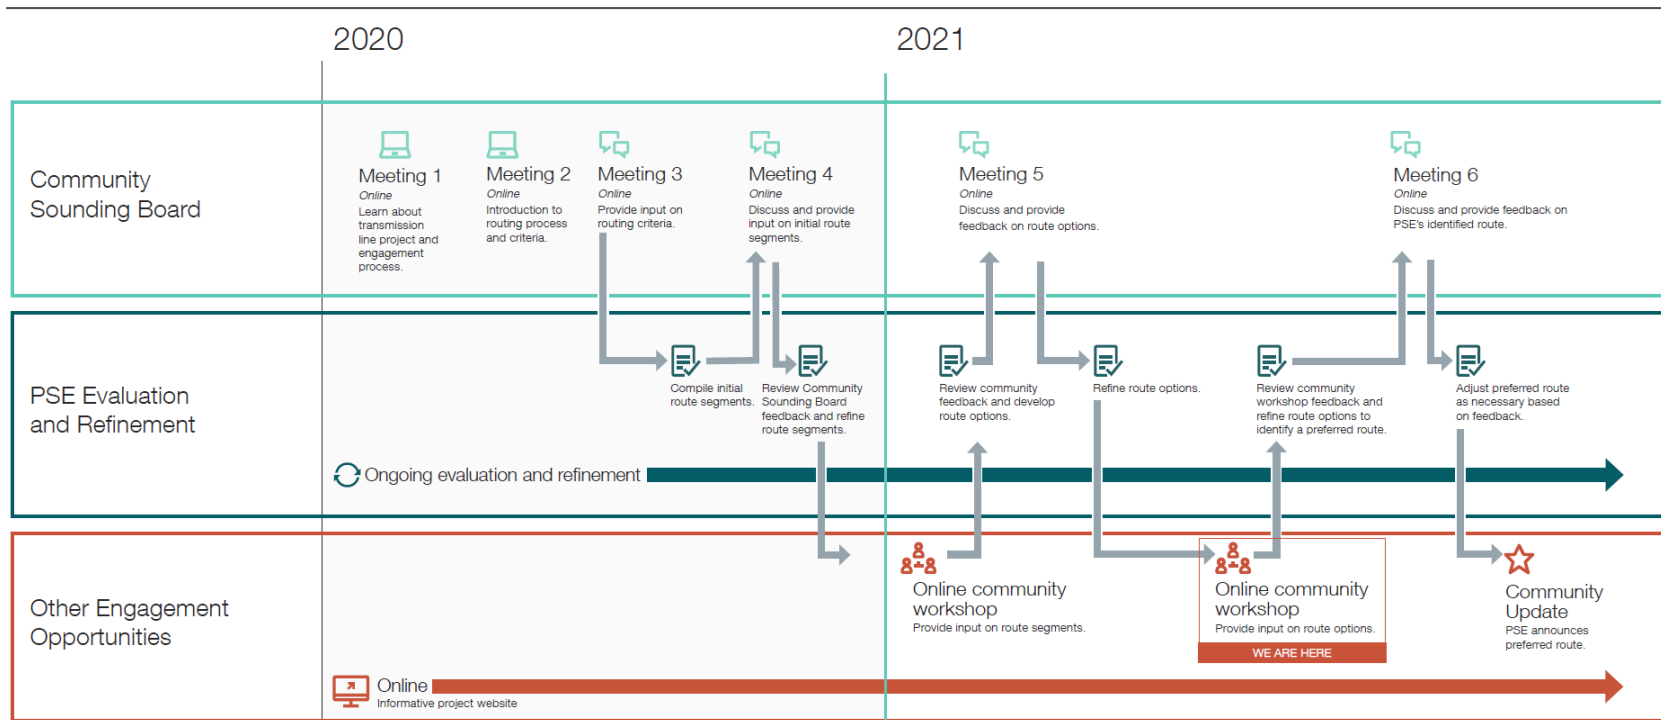 2020
2021
Community
Sounding Board
Meeting 1
Online
Learn about
transmission
line project and
engagement
process.
Meeting 2
Online
Introduction to
routing process
and criteria.
Meeting 3
Online
Provide input on
routing criteria.
Meeting 4
Online
Discuss and provide
input on initial route
segments.
Meeting 5
Online
Discuss and provide
feedback on route options.
Meeting 6
Online
Discuss and provide feedback on
PSE's identified route.
PSE Evaluation
and Refinement
Compile initial
route segments.
Review Community
Sounding Board
feedback and refine
route segments.
Review community
feedback and develop
route options.
Refine route options.
Review community
workshop feedback and
refine route options to
identify a preferred route.
Adjust preferred route
as necessary based
on feedback.
Ongoing evaluation and refinement
Other Engagement
Opportunities
Online community
workshop
Provide input on route segments.
Online community
workshop
Provide input on route options.
WE ARE HERE
Community
Update
PSE announces
preferred route.
Online
Informative project website